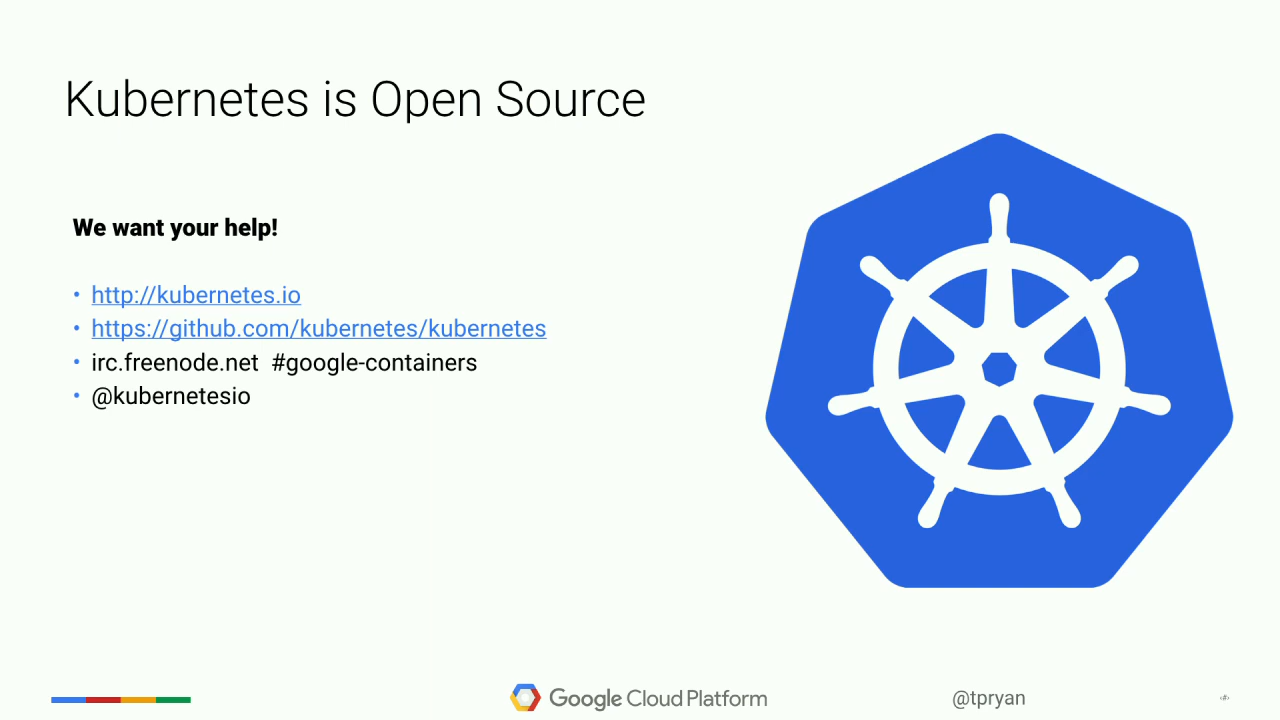 Kubernetes is Open Source
We want your help!
• http://kubernetes.io
• https://github.com/kubernetes/kubernetes
• irc.freenode.net #google-containers
• @kubernetesio
Google Cloud Platform
@tpryan